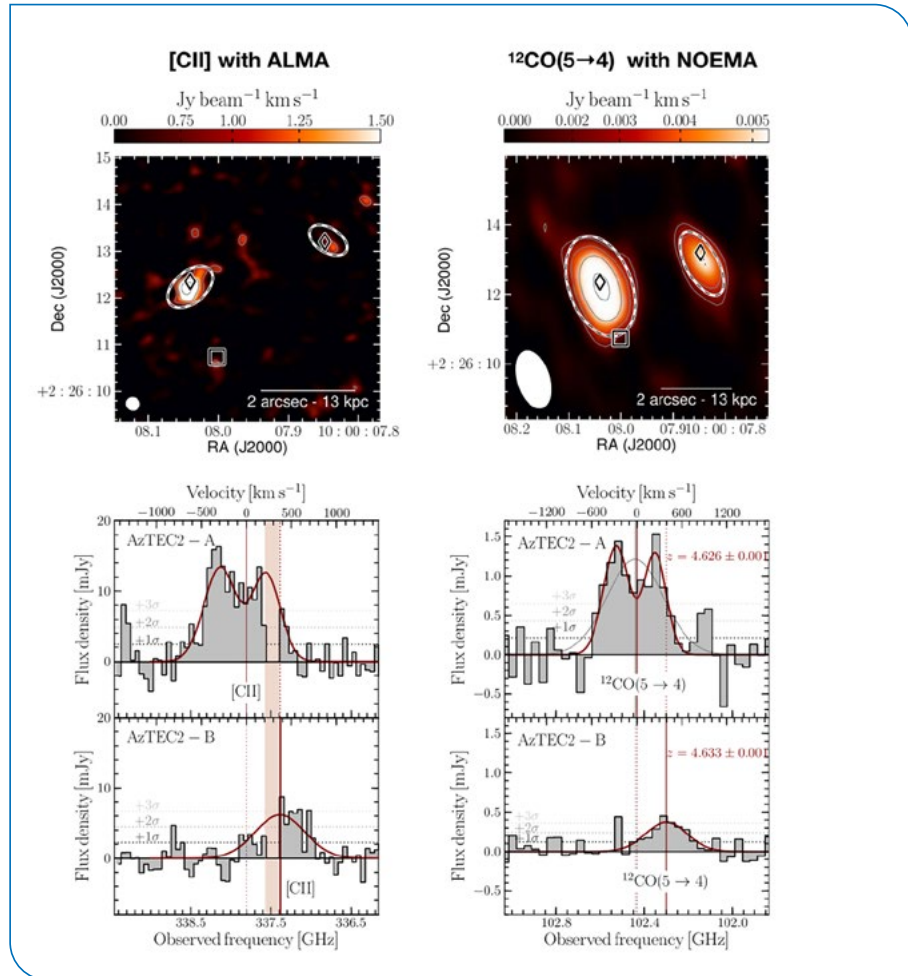 [CII] with ALMA
Jy beam⁻¹ km s⁻¹
0.00 0.75 1.00 1.25 1.50
15
14
13
12
11
+2 : 26 : 10
Dec (J2000)
2 arcsec - 13 kpc
08.1 08.0 07.9 10 : 00 : 07.8
RA (J2000)
¹²CO(5→4) with NOEMA
Jy beam⁻¹ km s⁻¹
0.000 0.002 0.003 0.004 0.005
15
14
13
12
11
+2 : 26 : 10
Dec (J2000)
2 arcsec - 13 kpc
08.2 08.1 08.0 07.910 : 00 : 07.8
RA (J2000)
Velocity [km s⁻¹]
−1000 −500 0 500 1000
20
10
0
Flux density [mJy]
AzTEC2 − A
+3σ
+2σ
+1σ
[CII]
20
10
0
Flux density [mJy]
AzTEC2 − B
+3σ
+2σ
+1σ
[CII]
338.5 337.5 336.5
Observed frequency [GHz]
Velocity [km s⁻¹]
−1200 −600 0 600 1200
1.5
1.0
0.5
0.0
−0.5
Flux density [mJy]
AzTEC2 − A
z = 4.626 ± 0.001
+3σ
+2σ
+1σ
¹²CO(5 → 4)
1.5
1.0
0.5
0.0
−0.5
Flux density [mJy]
AzTEC2 − B
z = 4.633 ± 0.001
+3σ
+2σ
+1σ
¹²CO(5 → 4)
102.8 102.4 102.0
Observed frequency [GHz]